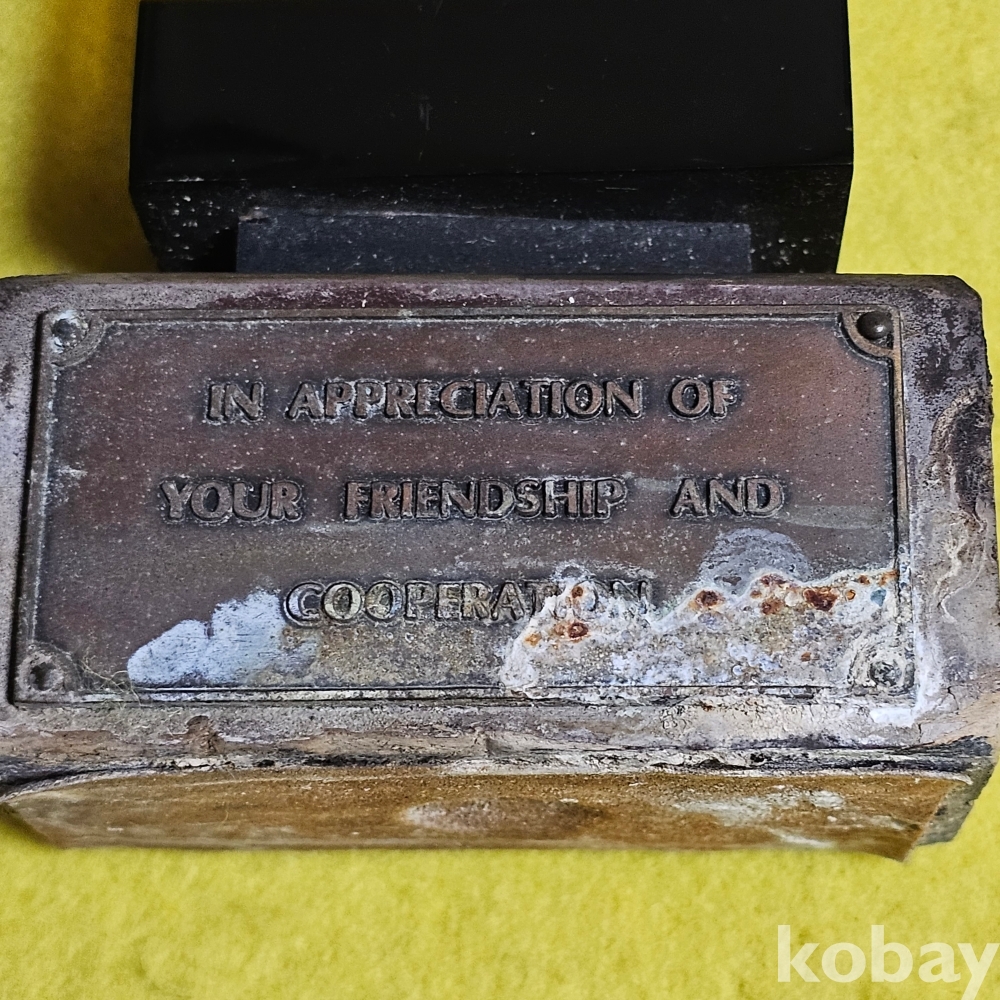 IN APPRECIATION OF
YOUR FRIENDSHIP AND
COOPERATION
kobay